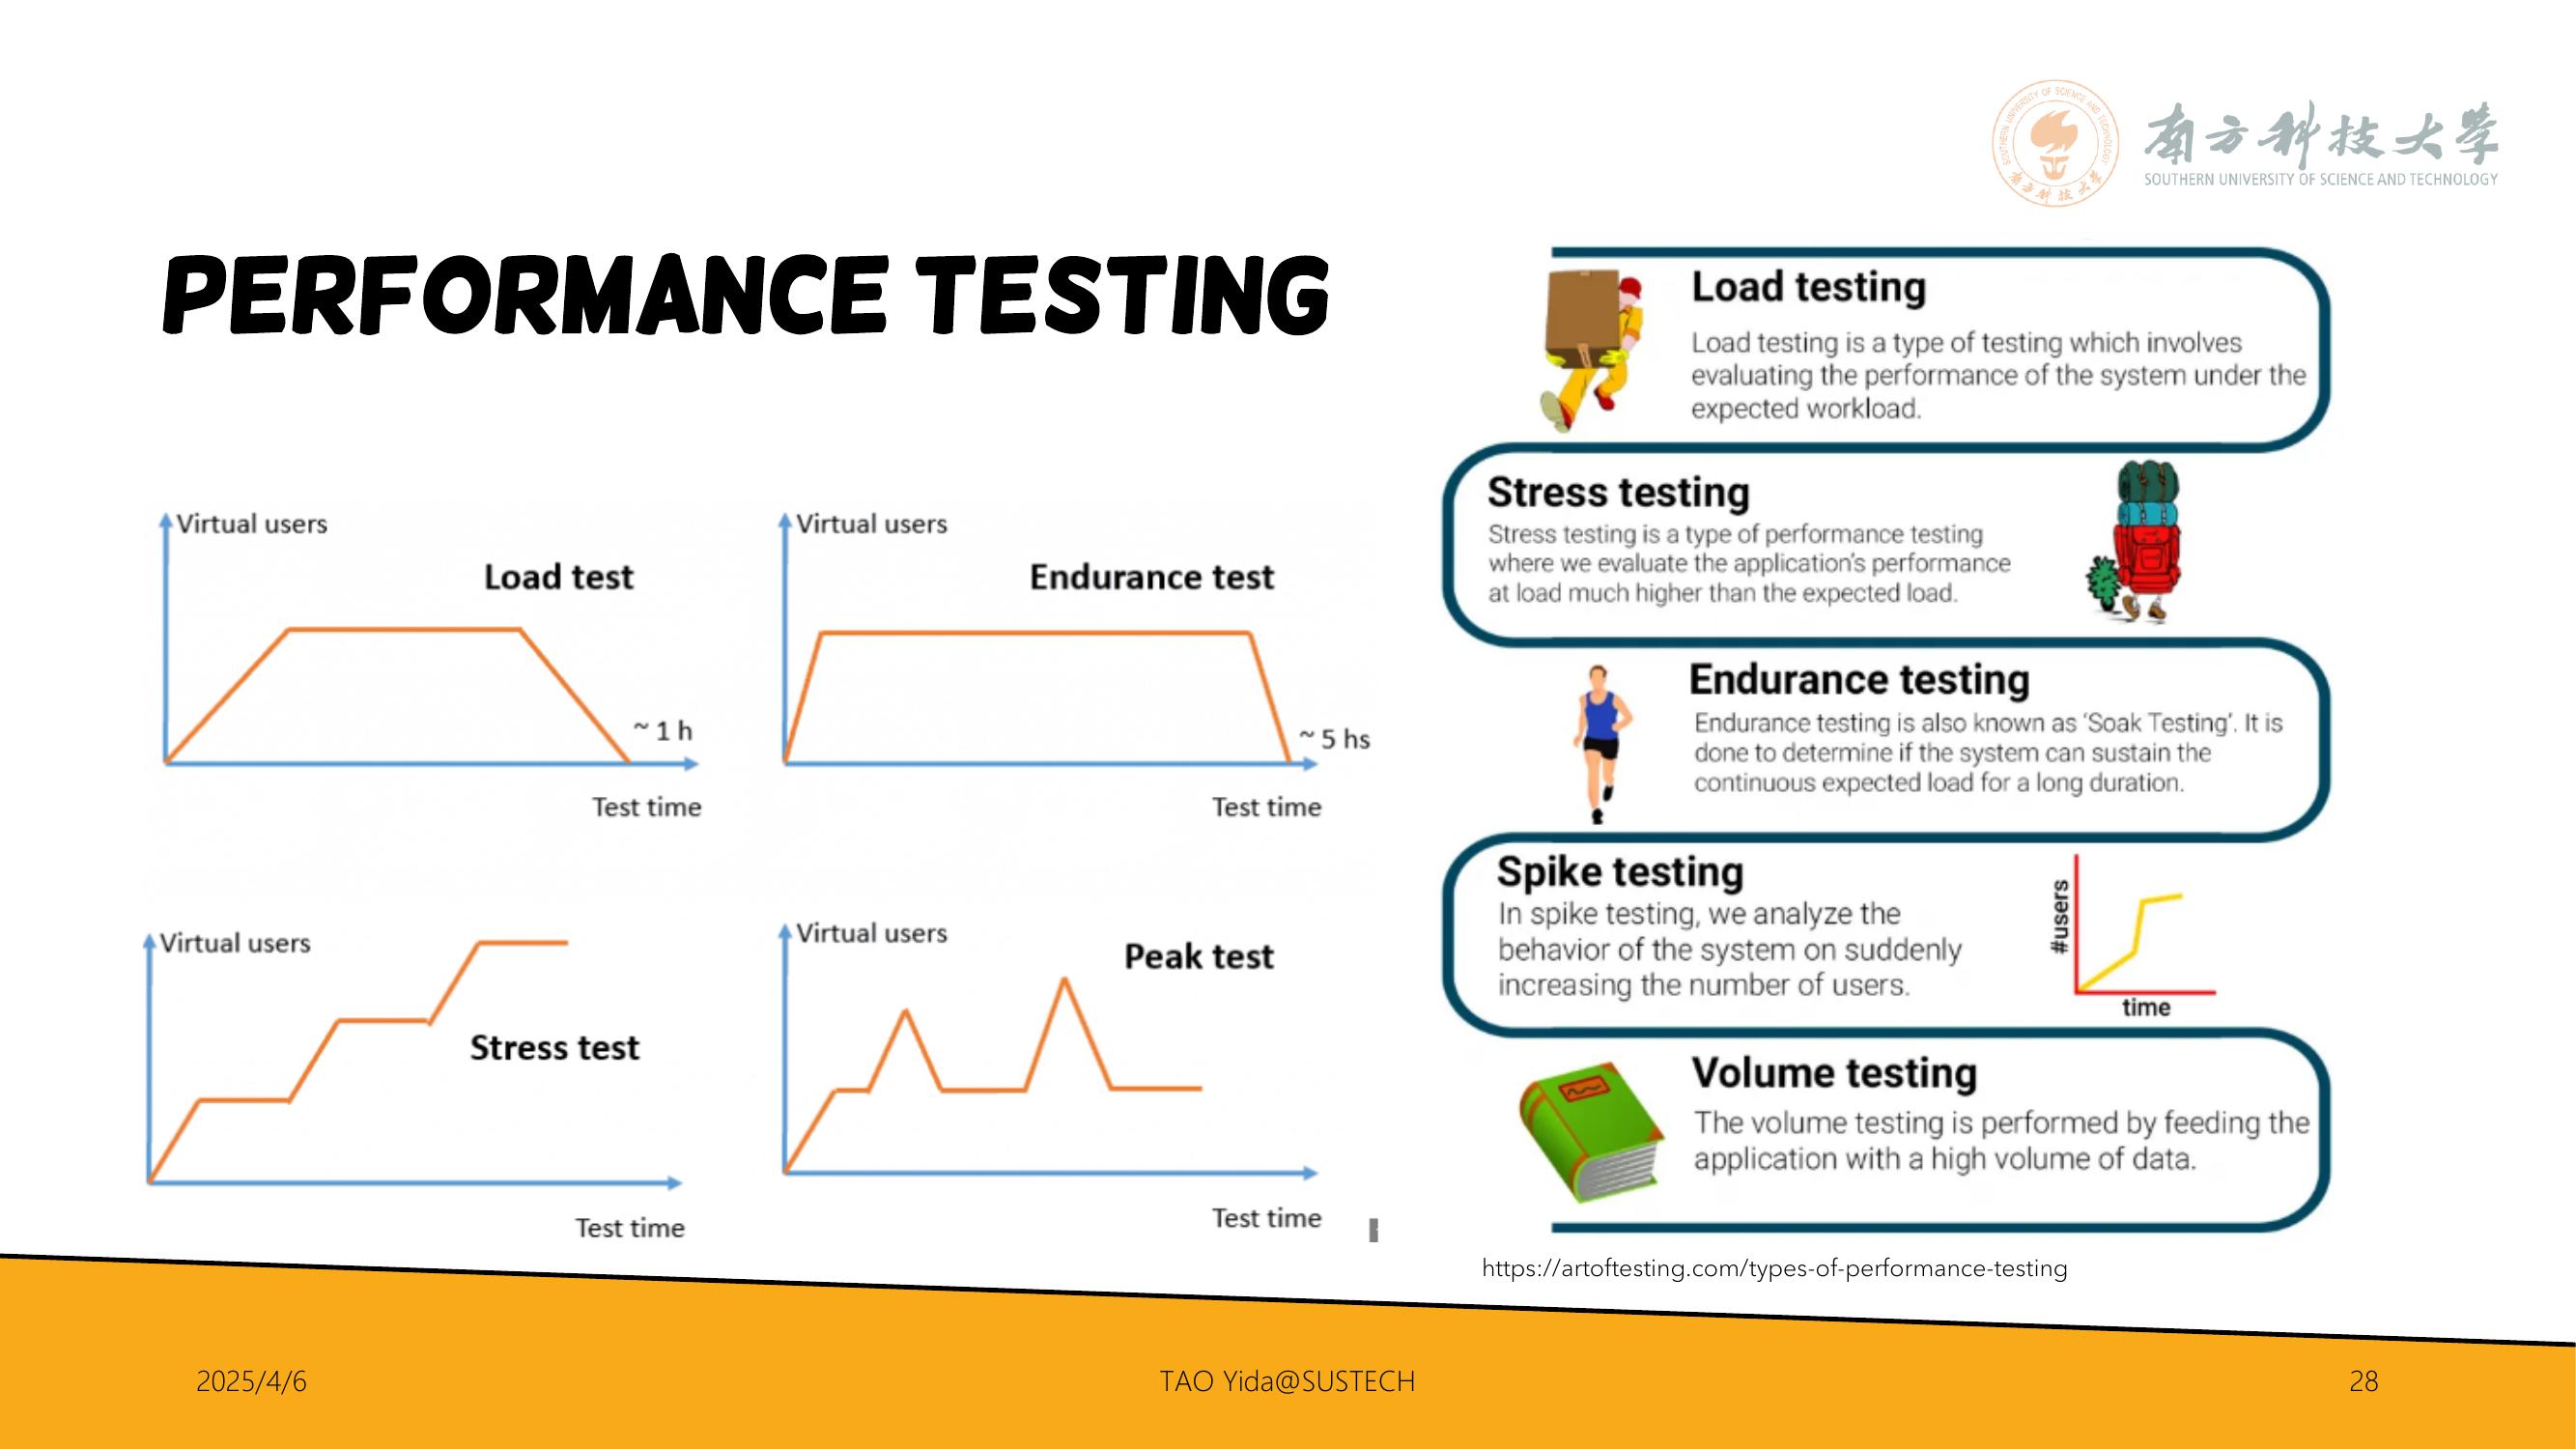 南方科技大學
SOUTHERN UNIVERSITY OF SCIENCE AND TECHNOLOGY
PERFORMANCE TESTING
Virtual users
Load test
~ 1 h
Test time
Virtual users
Endurance test
~ 5 hs
Test time
Virtual users
Stress test
Test time
Virtual users
Peak test
Test time
Load testing
Load testing is a type of testing which involves
evaluating the performance of the system under the
expected workload.
Stress testing
Stress testing is a type of performance testing
where we evaluate the application's performance
at load much higher than the expected load.
Endurance testing
Endurance testing is also known as ‘Soak Testing’. It is
done to determine if the system can sustain the
continuous expected load for a long duration.
Spike testing
In spike testing, we analyze the
behavior of the system on suddenly
increasing the number of users.
#users
time
Volume testing
The volume testing is performed by feeding the
application with a high volume of data.
https://artoftesting.com/types-of-performance-testing
2025/4/6
TAO Yida@SUSTECH
28